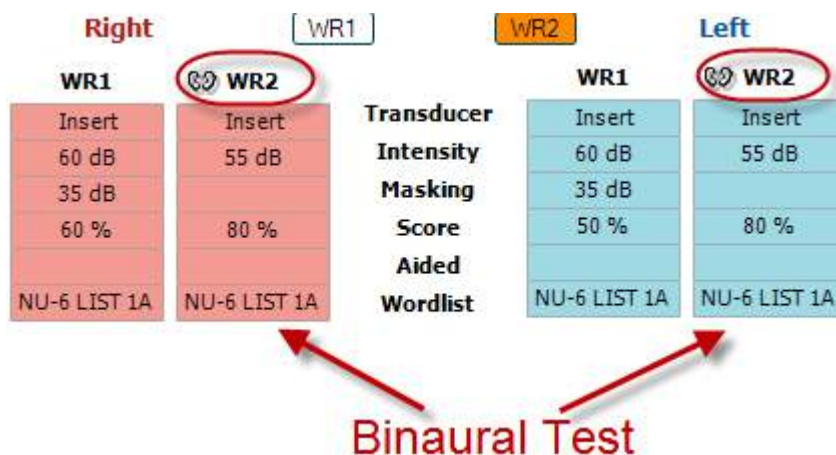 Right WR1 WR2 Left
WR1 WR2 WR1 WR2
Insert Insert Transducer Insert Insert
60 dB 55 dB Intensity 60 dB 55 dB
35 dB Masking 35 dB
60 % 80 % Score 50 % 80 %
Aided
NU-6 LIST 1A NU-6 LIST 1A Wordlist NU-6 LIST 1A NU-6 LIST 1A
Binaural Test